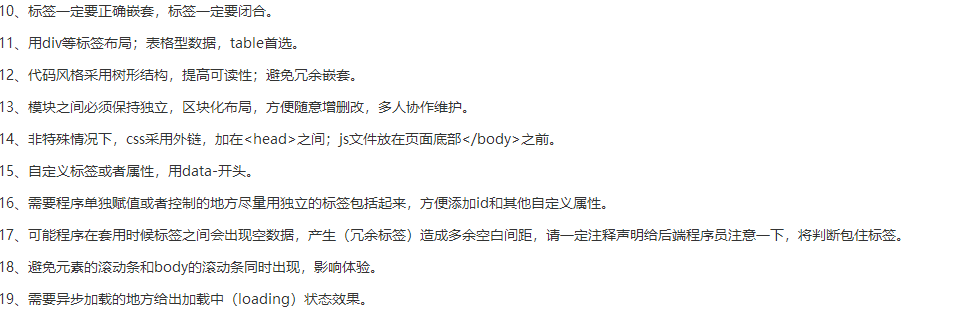 10、标签一定要正确嵌套，标签一定要闭合。
11、用div等标签布局；表格型数据，table首选。
12、代码风格采用树形结构，提高可读性；避免冗余嵌套。
13、模块之间必须保持独立，区块化布局，方便随意增删改，多人协作维护。
14、非特殊情况下，css采用外链，加在<head>之间；js文件放在页面底部</body>之前。
15、自定义标签或者属性，用data-开头。
16、需要程序单独赋值或者控制的地方尽量用独立的标签包括起来，方便添加id和其他自定义属性。
17、可能程序在套用时候标签之间会出现空数据，产生（冗余标签）造成多余空白间距，请一定注释声明给后端程序员注意一下，将判断包住标签。
18、避免元素的滚动条和body的滚动条同时出现，影响体验。
19、需要异步加载的地方给出加载中（loading）状态效果。